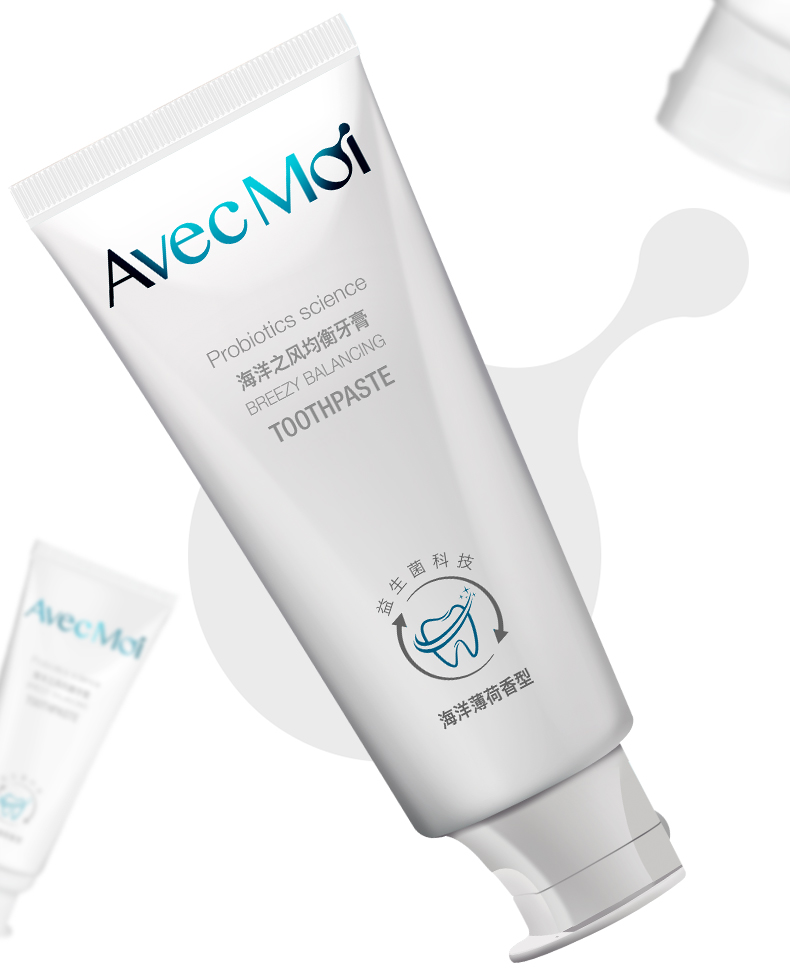 AvecMoi
Probiotics science
海洋之风均衡牙膏
BREEZY BALANCING
TOOTHPASTE
益生菌科技
海洋薄荷香型
AvecMoi
TOOTHPASTE